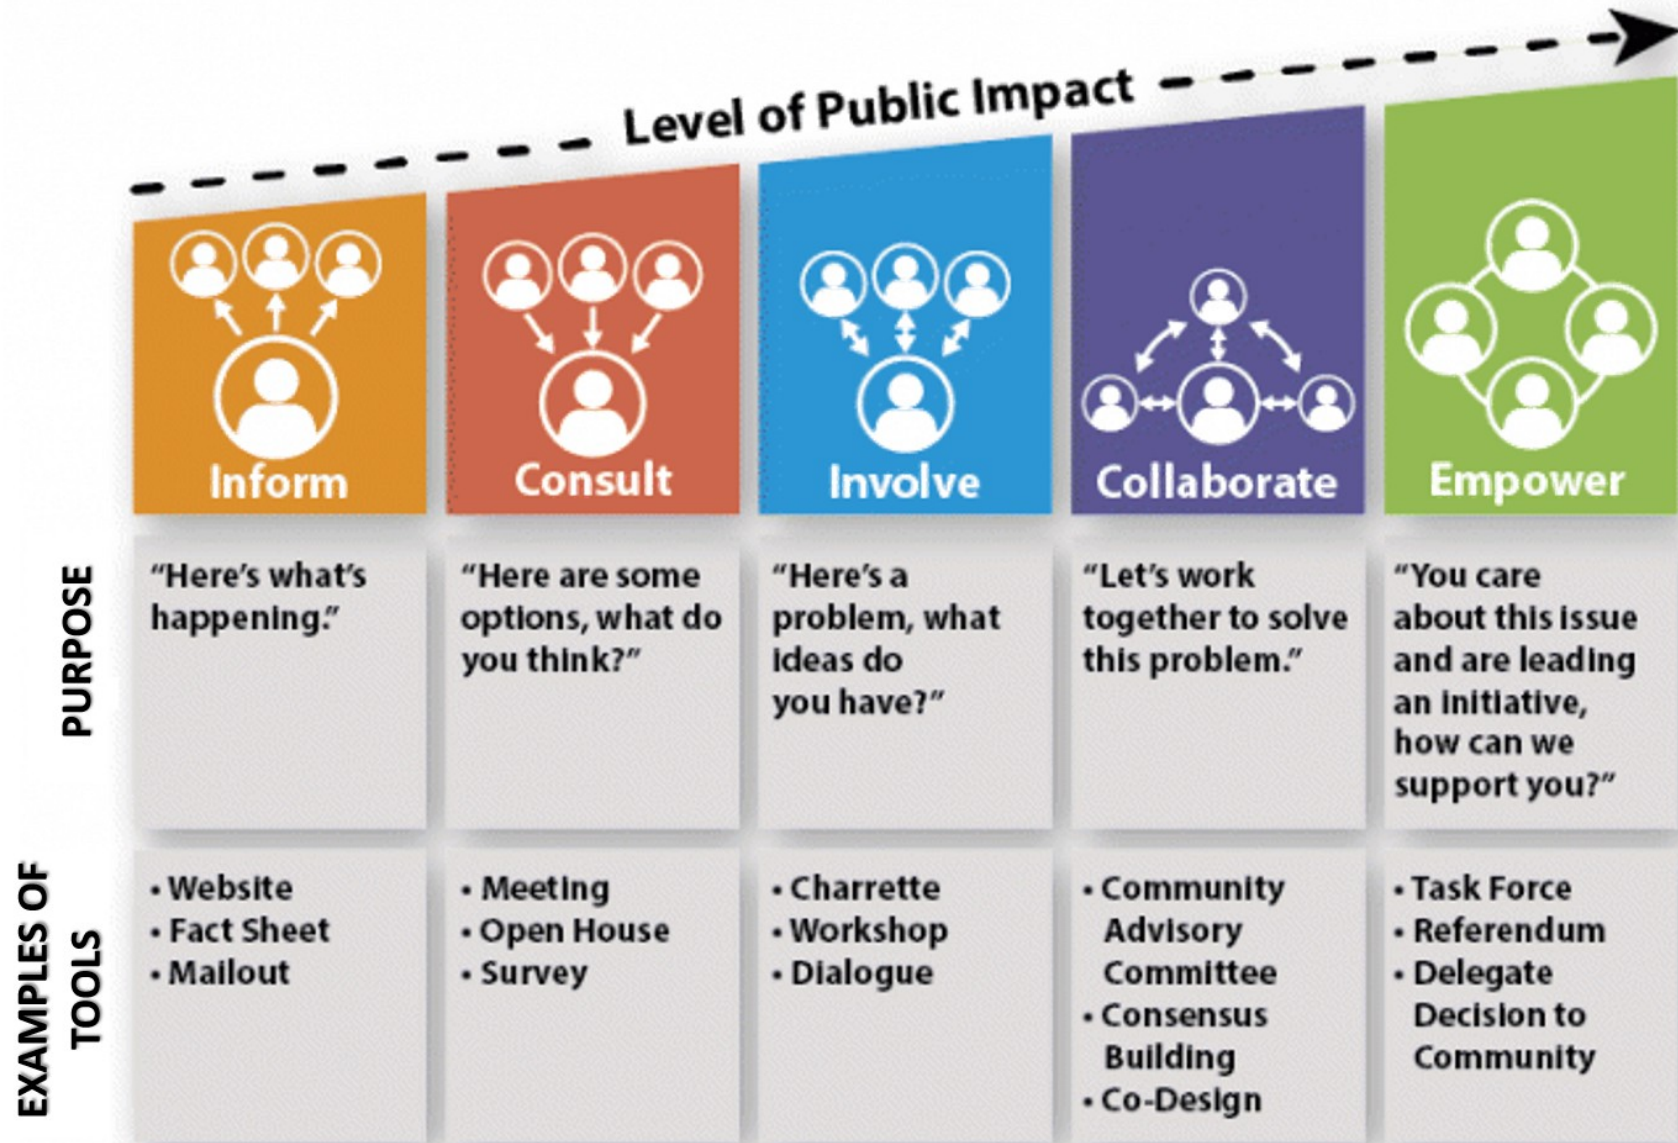 Level of Public Impact
Inform
Consult
Involve
Collaborate
Empower
PURPOSE
“Here’s what’s
happening.”
“Here are some
options, what do
you think?”
“Here’s a
problem, what
ideas do
you have?”
“Let’s work
together to solve
this problem.”
“You care
about this issue
and are leading
an initiative,
how can we
support you?”
EXAMPLES OF
TOOLS
• Website
• Fact Sheet
• Mailout
• Meeting
• Open House
• Survey
• Charrette
• Workshop
• Dialogue
• Community
Advisory
Committee
• Consensus
Building
• Co-Design
• Task Force
• Referendum
• Delegate
Decision to
Community